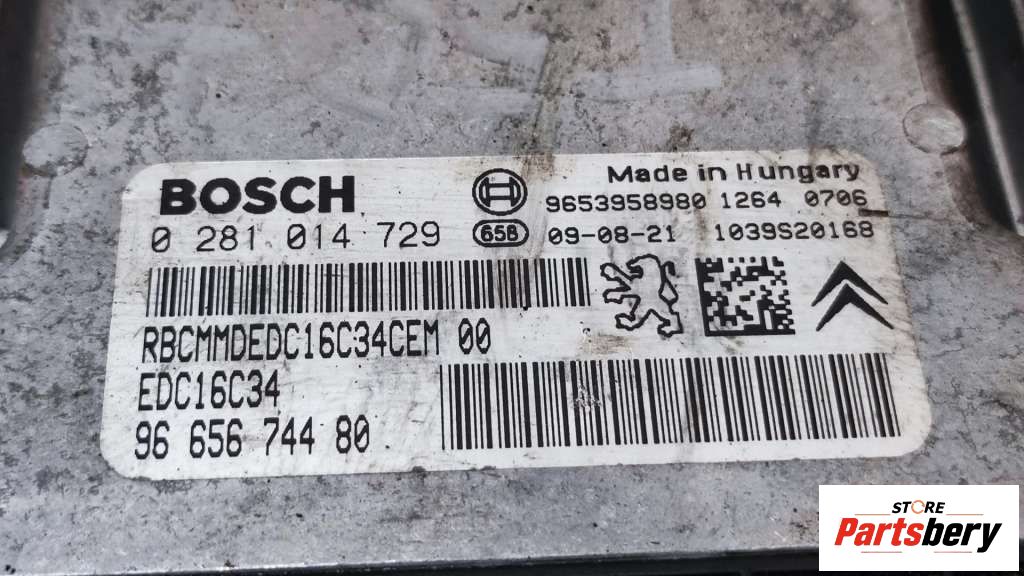 BOSCH
Made in Hungary
9653958980 1264 0706
0 281 014 729
658
09-08-21 1039S20168
RBCMMDEDC16C34CEM 00
EDC16C34
96 656 744 80
STORE
Partsbery